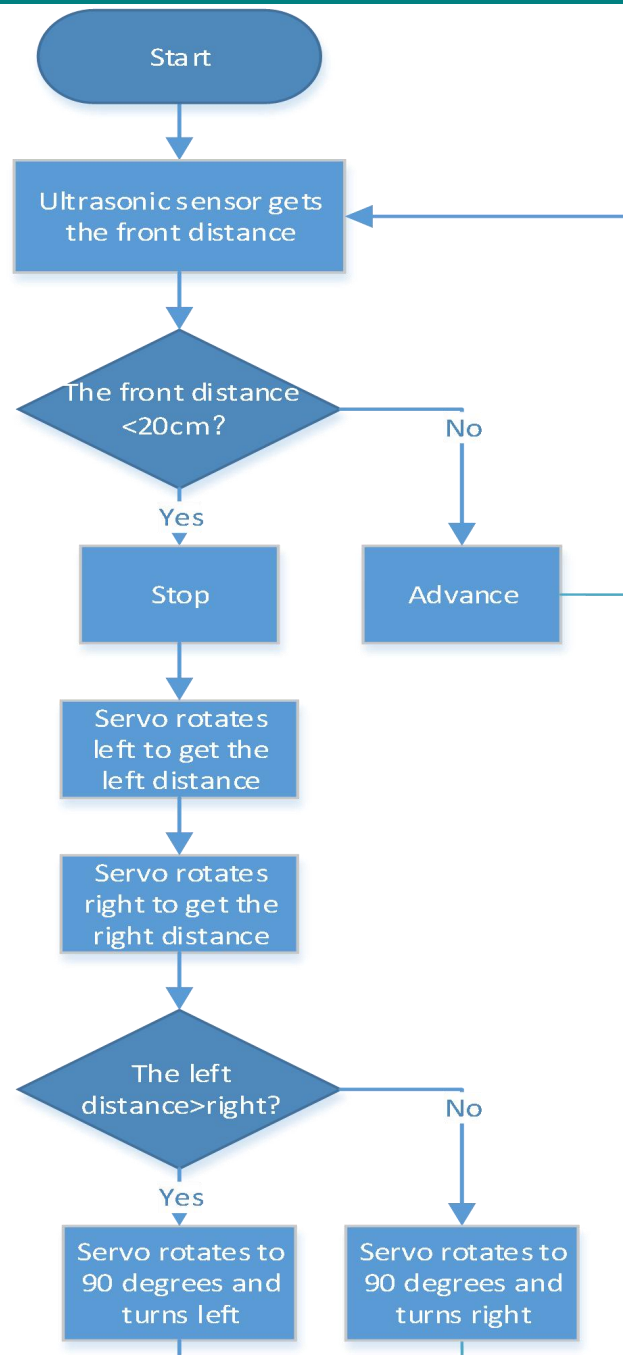 Start
Ultrasonic sensor gets
the front distance
The front distance
<20cm?
No
Yes
Stop
Advance
Servo rotates
left to get the
left distance
Servo rotates
right to get the
right distance
The left
distance>right?
No
Yes
Servo rotates to
90 degrees and
turns left
Servo rotates to
90 degrees and
turns right